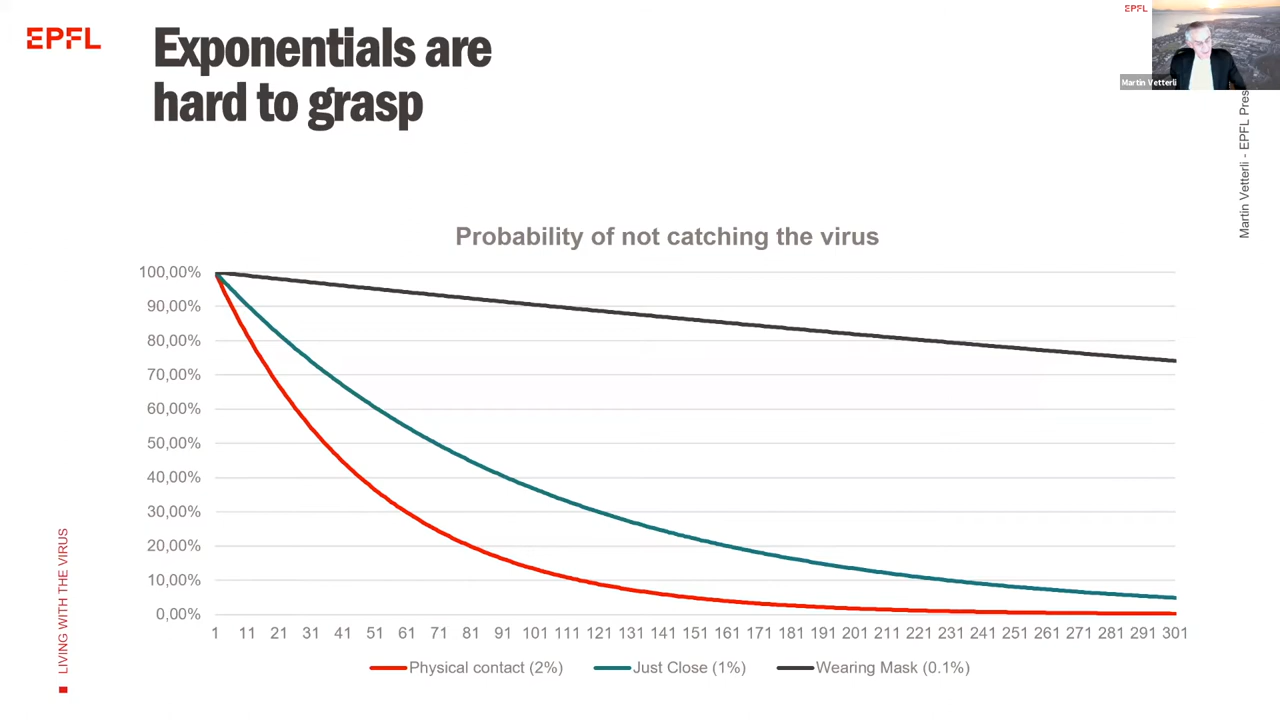 EPFL
Exponentials are
hard to grasp
EPFL
Martin Vetterli
Martin Vetterli - EPFL Pres
Probability of not catching the virus
100,00%
90,00%
80,00%
70,00%
60,00%
50,00%
40,00%
30,00%
20,00%
10,00%
0,00%
1 11 21 31 41 51 61 71 81 91 101 111 121 131 141 151 161 171 181 191 201 211 221 231 241 251 261 271 281 291 301
Physical contact (2%) Just Close (1%) Wearing Mask (0.1%)
LIVING WITH THE VIRUS